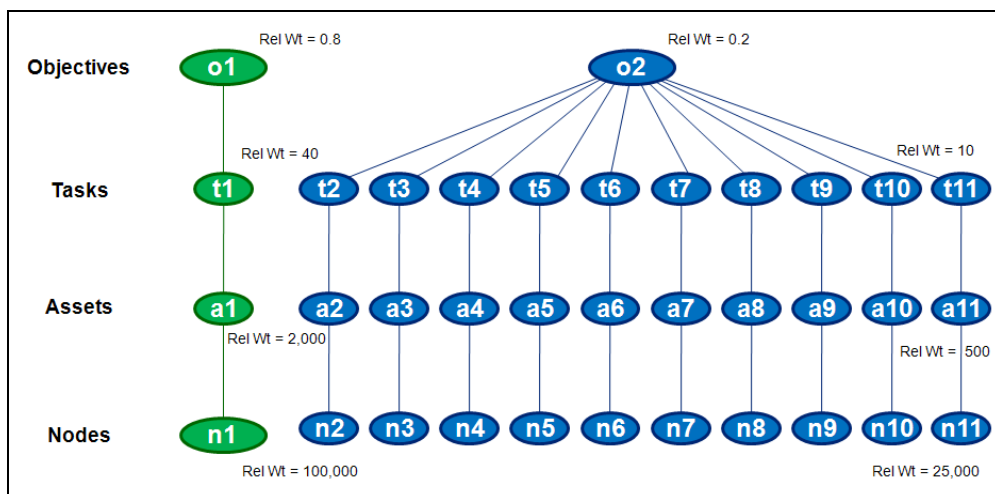 Rel Wt = 0.8
Rel Wt = 0.2
Objectives o1 o2
Rel Wt = 40
Rel Wt = 10
Tasks t1 t2 t3 t4 t5 t6 t7 t8 t9 t10 t11
Assets a1 a2 a3 a4 a5 a6 a7 a8 a9 a10 a11
Rel Wt = 2,000
Rel Wt = 500
Nodes n1 n2 n3 n4 n5 n6 n7 n8 n9 n10 n11
Rel Wt = 100,000
Rel Wt = 25,000